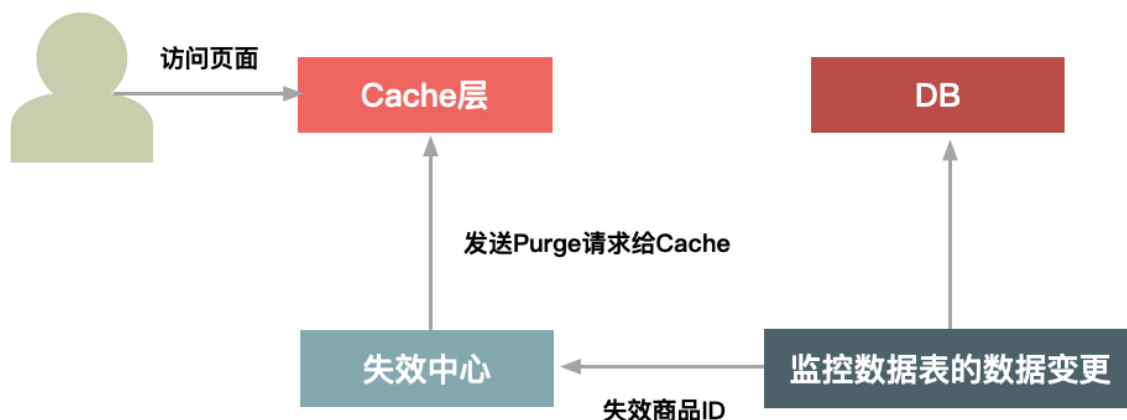 访问页面
Cache层
DB
发送Purge请求给Cache
失效中心
监控数据表的数据变更
失效商品ID